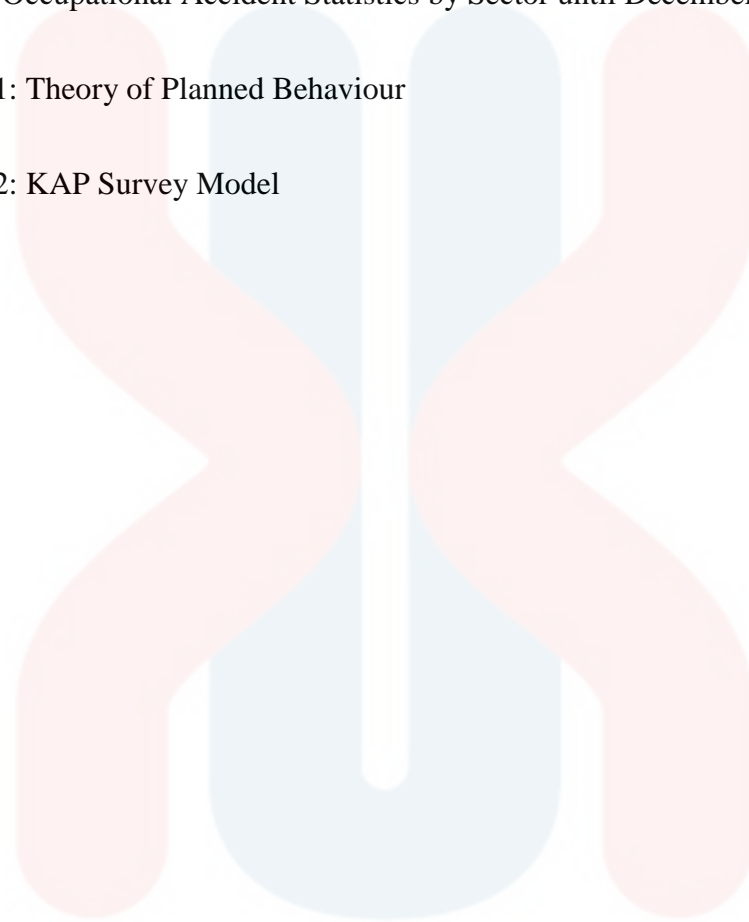 Occupational Accident Statistics by Sector until December
1: Theory of Planned Behaviour
2: KAP Survey Model